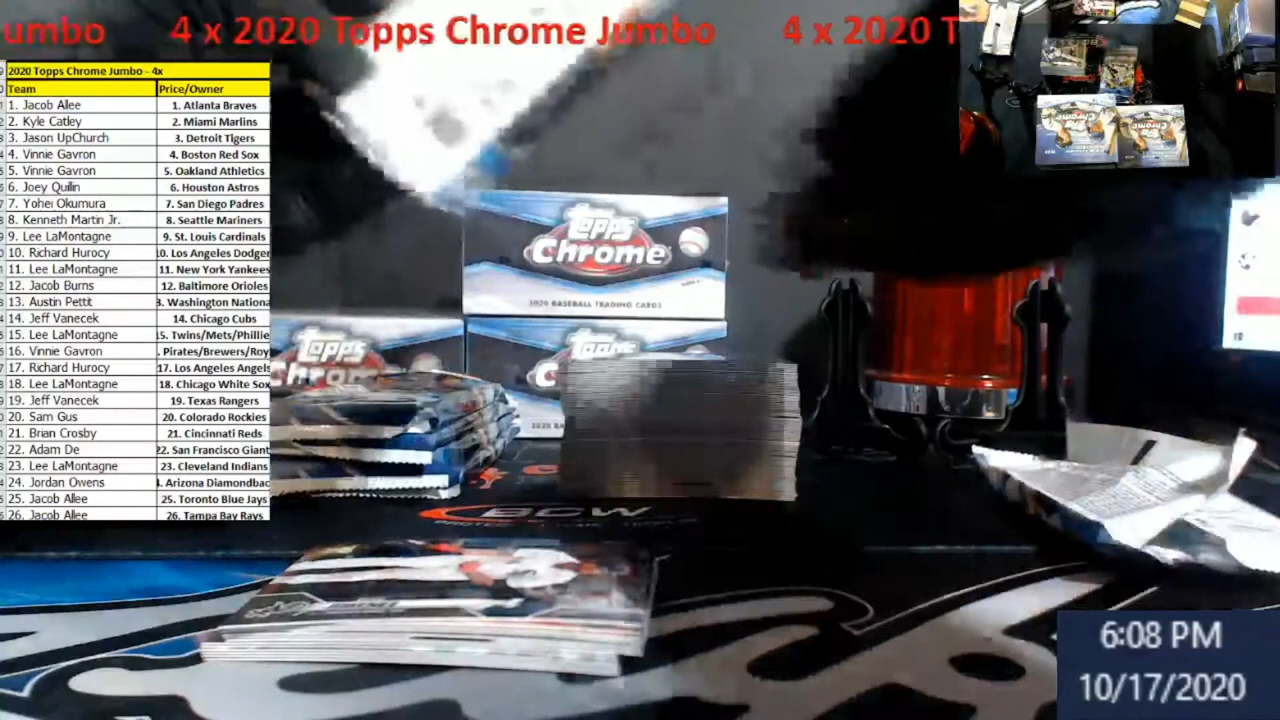 umbo 4 x 2020 Topps Chrome Jumbo 4 x 2020 T
2020 Topps Chrome Jumbo - 4x
Team Price/Owner
1. Jacob Allee 1. Atlanta Braves
2. Kyle Catley 2. Miami Marlins
3. Jason UpChurch 3. Detroit Tigers
4. Vinnie Gavron 4. Boston Red Sox
5. Vinnie Gavron 5. Oakland Athletics
6. Joey Quilin 6. Houston Astros
7. Yohei Okumura 7. San Diego Padres
8. Kenneth Martin Jr. 8. Seattle Mariners
9. Lee LaMontagne 9. St. Louis Cardinals
10. Richard Hurocy 10. Los Angeles Dodger
11. Lee LaMontagne 11. New York Yankees
12. Jacob Burns 12. Baltimore Orioles
13. Austin Pettit 3. Washington Nationa
14. Jeff Vanecek 14. Chicago Cubs
15. Lee LaMontagne 15. Twins/Mets/Phillie
16. Vinnie Gavron . Pirates/Brewers/Roy
17. Richard Hurocy 17. Los Angeles Angels
18. Lee LaMontagne 18. Chicago White Sox
19. Jeff Vanecek 19. Texas Rangers
20. Sam Gus 20. Colorado Rockies
21. Brian Crosby 21. Cincinnati Reds
22. Adam De 22. San Francisco Giant
23. Lee LaMontagne 23. Cleveland Indians
24. Jordan Owens . Arizona Diamondbac
25. Jacob Allee 25. Toronto Blue Jays
26. Jacob Allee 26. Tampa Bay Rays
Topps
Chrome
2020 BASEBALL TRADING CARDS
Topps
Chrom
Topps
C
BCW
6:08 PM
10/17/2020